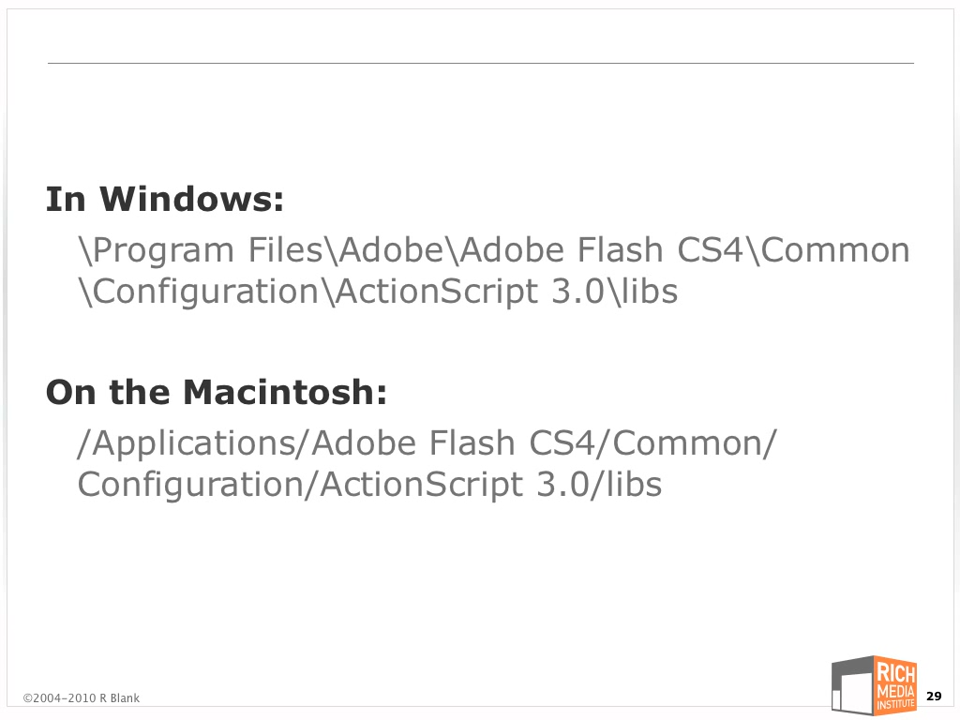 In Windows:
\Program Files\Adobe\Adobe Flash CS4\Common
\Configuration\ActionScript 3.0\libs
On the Macintosh:
/Applications/Adobe Flash CS4/Common/
Configuration/ActionScript 3.0/libs
©2004-2010 R Blank
RICH
MEDIA
INSTITUTE
29